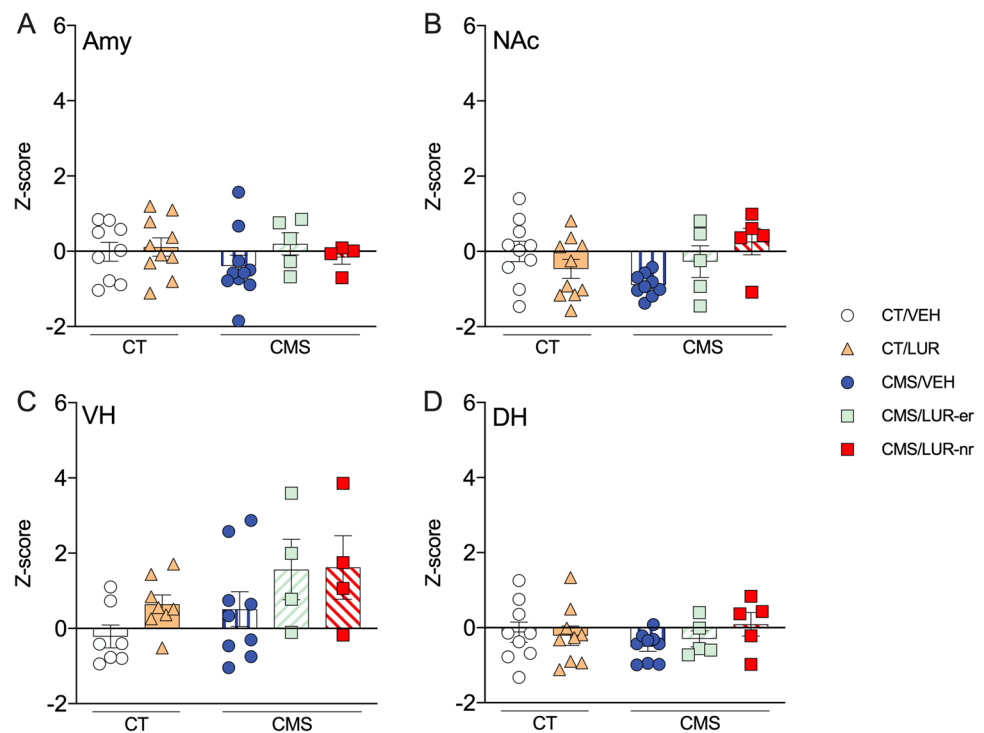 A
Amy
6
4
2
0
-2
Z-score
CT
CMS
B
NAc
6
4
2
0
-2
Z-score
CT
CMS
CT/VEH
CT/LUR
CMS/VEH
CMS/LUR-er
CMS/LUR-nr
C
VH
6
4
2
0
-2
Z-score
CT
CMS
D
DH
6
4
2
0
-2
Z-score
CT
CMS